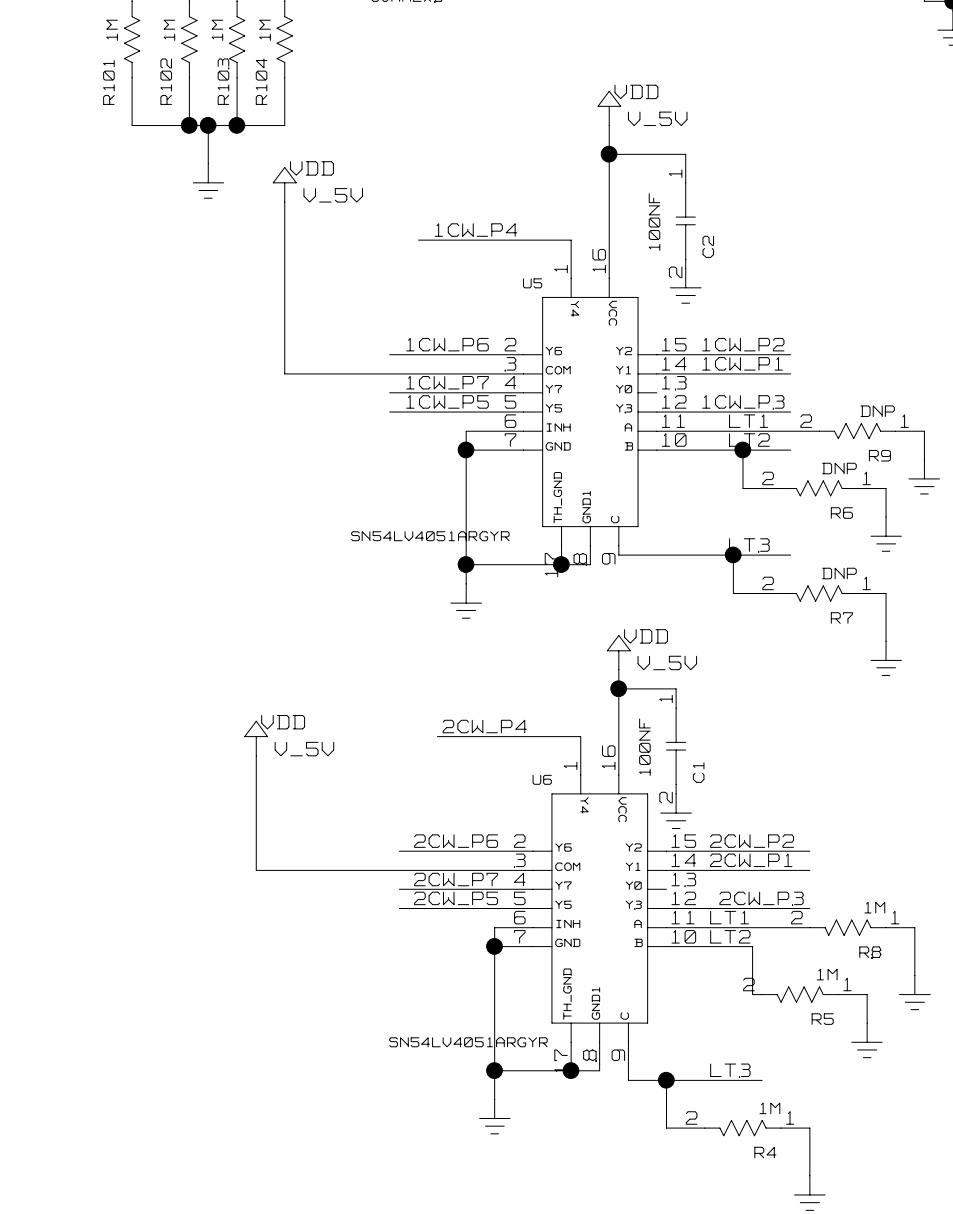 R101 1M
R102 1M
R103 1M
R104 1M
VDD
V_5V
VDD
V_5V
1
100NF
2
C2
1CW_P4
1
16
U5
Y4
VCC
1CW_P6 2 Y6
3 COM
1CW_P7 4 Y7
1CW_P5 5 Y5
6 INH
7 GND
Y2 15 1CW_P2
Y1 14 1CW_P1
Y0 13
Y3 12 1CW_P3
A 11 LT1 2 DNP 1
R9
B 10 LT2
2 DNP 1
R6
TH_GND
GND1
C
SN54LV4051ARGYR
17
8
9
LT3
2 DNP 1
R7
VDD
V_5V
VDD
V_5V
1
100NF
2
C1
2CW_P4
1
16
U6
Y4
VCC
2CW_P6 2 Y6
3 COM
2CW_P7 4 Y7
2CW_P5 5 Y5
6 INH
7 GND
Y2 15 2CW_P2
Y1 14 2CW_P1
Y0 13
Y3 12 2CW_P3
A 11 LT1 2 1M 1
R8
B 10 LT2
2 1M 1
R5
TH_GND
GND1
C
SN54LV4051ARGYR
17
8
9
LT3
2 1M 1
R4